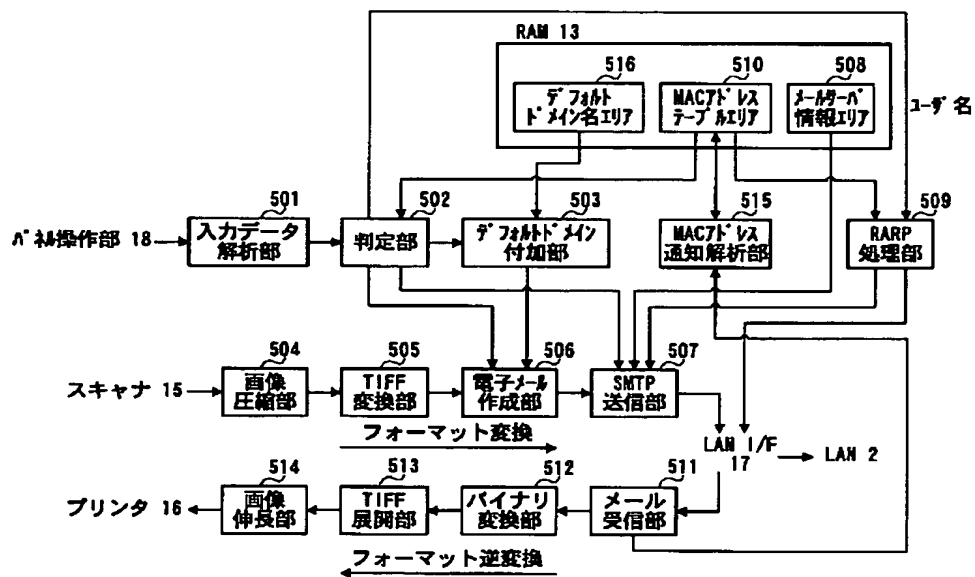 RAM 13
516
510
508
デフォルト
ドメイン名エリア
MACアドレス
テーブルエリア
メールサーバ
情報エリア
ユーザ名
501
502
503
515
509
パネル操作部 18
入力データ
解析部
判定部
デフォルトドメイン
付加部
MACアドレス
通知解析部
RARP
処理部
504
505
506
507
スキャナ 15
画像
圧縮部
TIFF
変換部
電子メール
作成部
SMTP
送信部
フォーマット変換
LAN I/F
17
LAN 2
514
513
512
511
プリンタ 16
画像
伸長部
TIFF
展開部
バイナリ
変換部
メール
受信部
フォーマット逆変換